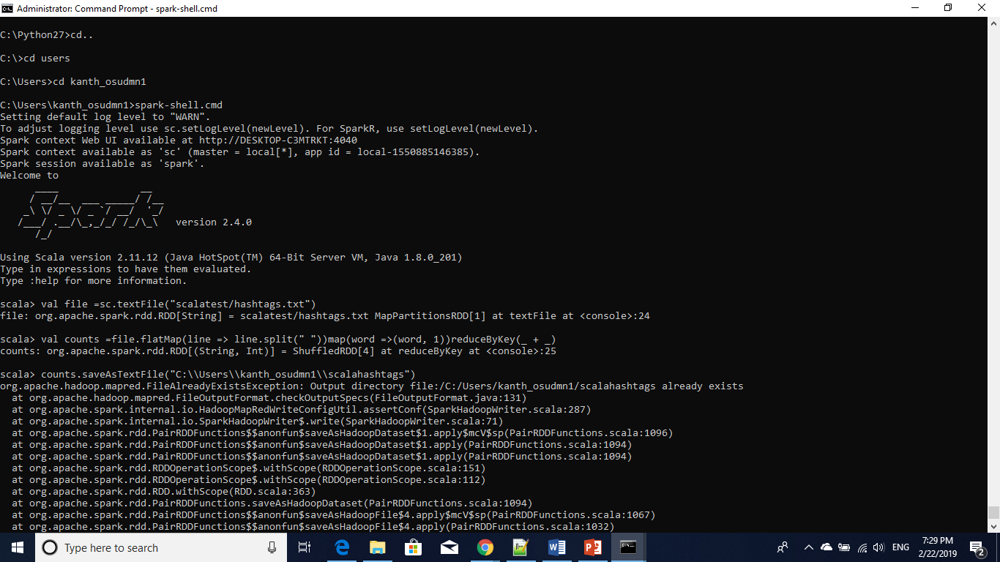 Administrator: Command Prompt - spark-shell.cmd
C:\Python27>cd..
C:\>cd users
C:\Users>cd kanth_osudmn1
C:\Users\kanth_osudmn1>spark-shell.cmd
Setting default log level to "WARN".
To adjust logging level use sc.setLogLevel(newLevel). For SparkR, use setLogLevel(newLevel).
Spark context Web UI available at http://DESKTOP-C3MTRKT:4040
Spark context available as 'sc' (master = local[*], app id = local-1550885146385).
Spark session available as 'spark'.
Welcome to
      ____              __
     / __/__  ___ _____/ /__
    _\ \/ _ \/ _ `/ __/  '_/
   /___/ .__/\_,_/_/ /_/\_\   version 2.4.0
      /_/
Using Scala version 2.11.12 (Java HotSpot(TM) 64-Bit Server VM, Java 1.8.0_201)
Type in expressions to have them evaluated.
Type :help for more information.
scala> val file =sc.textFile("scalatest/hashtags.txt")
file: org.apache.spark.rdd.RDD[String] = scalatest/hashtags.txt MapPartitionsRDD[1] at textFile at <console>:24
scala> val counts =file.flatMap(line => line.split(" "))map(word =>(word, 1))reduceByKey(_ + _)
counts: org.apache.spark.rdd.RDD[(String, Int)] = ShuffledRDD[4] at reduceByKey at <console>:25
scala> counts.saveAsTextFile("C:\\Users\\kanth_osudmn1\\scalahashtags")
org.apache.hadoop.mapred.FileAlreadyExistsException: Output directory file:/C:/Users/kanth_osudmn1/scalahashtags already exists
  at org.apache.hadoop.mapred.FileOutputFormat.checkOutputSpecs(FileOutputFormat.java:131)
  at org.apache.spark.internal.io.HadoopMapRedWriteConfigUtil.assertConf(SparkHadoopWriter.scala:287)
  at org.apache.spark.internal.io.SparkHadoopWriter$.write(SparkHadoopWriter.scala:71)
  at org.apache.spark.rdd.PairRDDFunctions$$anonfun$saveAsHadoopDataset$1.apply$mcV$sp(PairRDDFunctions.scala:1096)
  at org.apache.spark.rdd.PairRDDFunctions$$anonfun$saveAsHadoopDataset$1.apply(PairRDDFunctions.scala:1094)
  at org.apache.spark.rdd.PairRDDFunctions$$anonfun$saveAsHadoopDataset$1.apply(PairRDDFunctions.scala:1094)
  at org.apache.spark.rdd.RDDOperationScope$.withScope(RDDOperationScope.scala:151)
  at org.apache.spark.rdd.RDDOperationScope$.withScope(RDDOperationScope.scala:112)
  at org.apache.spark.rdd.RDD.withScope(RDD.scala:363)
  at org.apache.spark.rdd.PairRDDFunctions.saveAsHadoopDataset(PairRDDFunctions.scala:1094)
  at org.apache.spark.rdd.PairRDDFunctions$$anonfun$saveAsHadoopFile$4.apply$mcV$sp(PairRDDFunctions.scala:1067)
  at org.apache.spark.rdd.PairRDDFunctions$$anonfun$saveAsHadoopFile$4.apply(PairRDDFunctions.scala:1032)
Type here to search
ENG
7:29 PM
2/22/2019
2